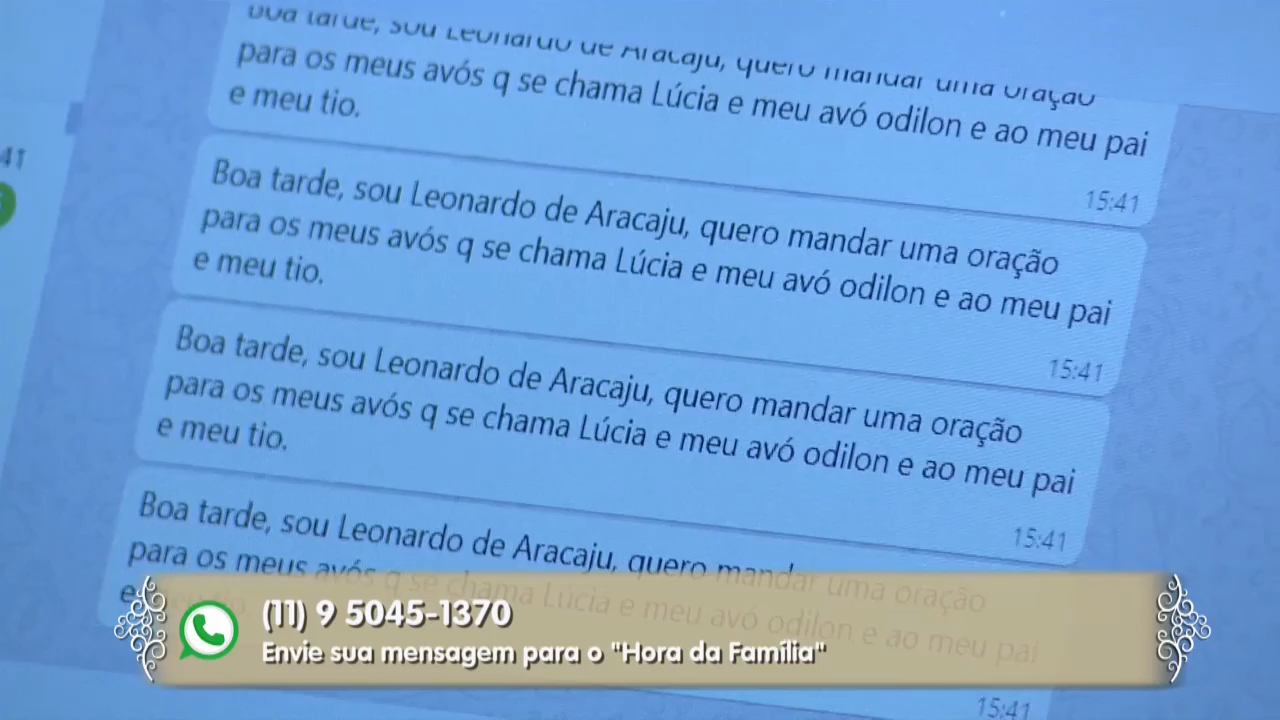 Boa tarde, sou Leonardo de Aracaju, quero mandar uma oração
para os meus avós q se chama Lúcia e meu avó odilon e ao meu pai
e meu tio.
15:41
41
Boa tarde, sou Leonardo de Aracaju, quero mandar uma oração
para os meus avós q se chama Lúcia e meu avó odilon e ao meu pai
e meu tio.
15:41
Boa tarde, sou Leonardo de Aracaju, quero mandar uma oração
para os meus avós q se chama Lúcia e meu avó odilon e ao meu pai
e meu tio.
15:41
Boa tarde, sou Leonardo de Aracaju, quero mandar uma oração
para os meus avós q se chama Lúcia e meu avó odilon e ao meu pai
e meu tio.
15:41
(11) 9 5045-1370
Envie sua mensagem para o "Hora da Família"